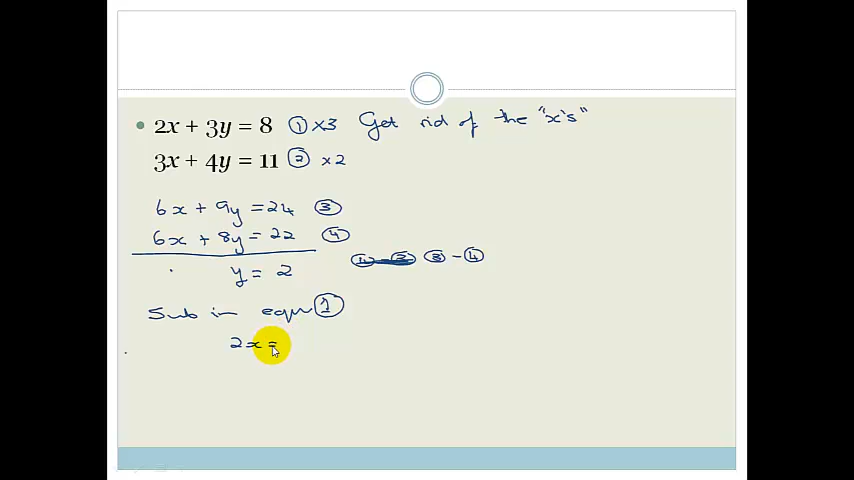 2x + 3y = 8 ① ×3 Get rid of the "x's"
3x + 4y = 11 ② ×2
6x + 9y = 24 ③
6x + 8y = 22 ④
y = 2 ③ - ④
Sub in equn ①
2x =